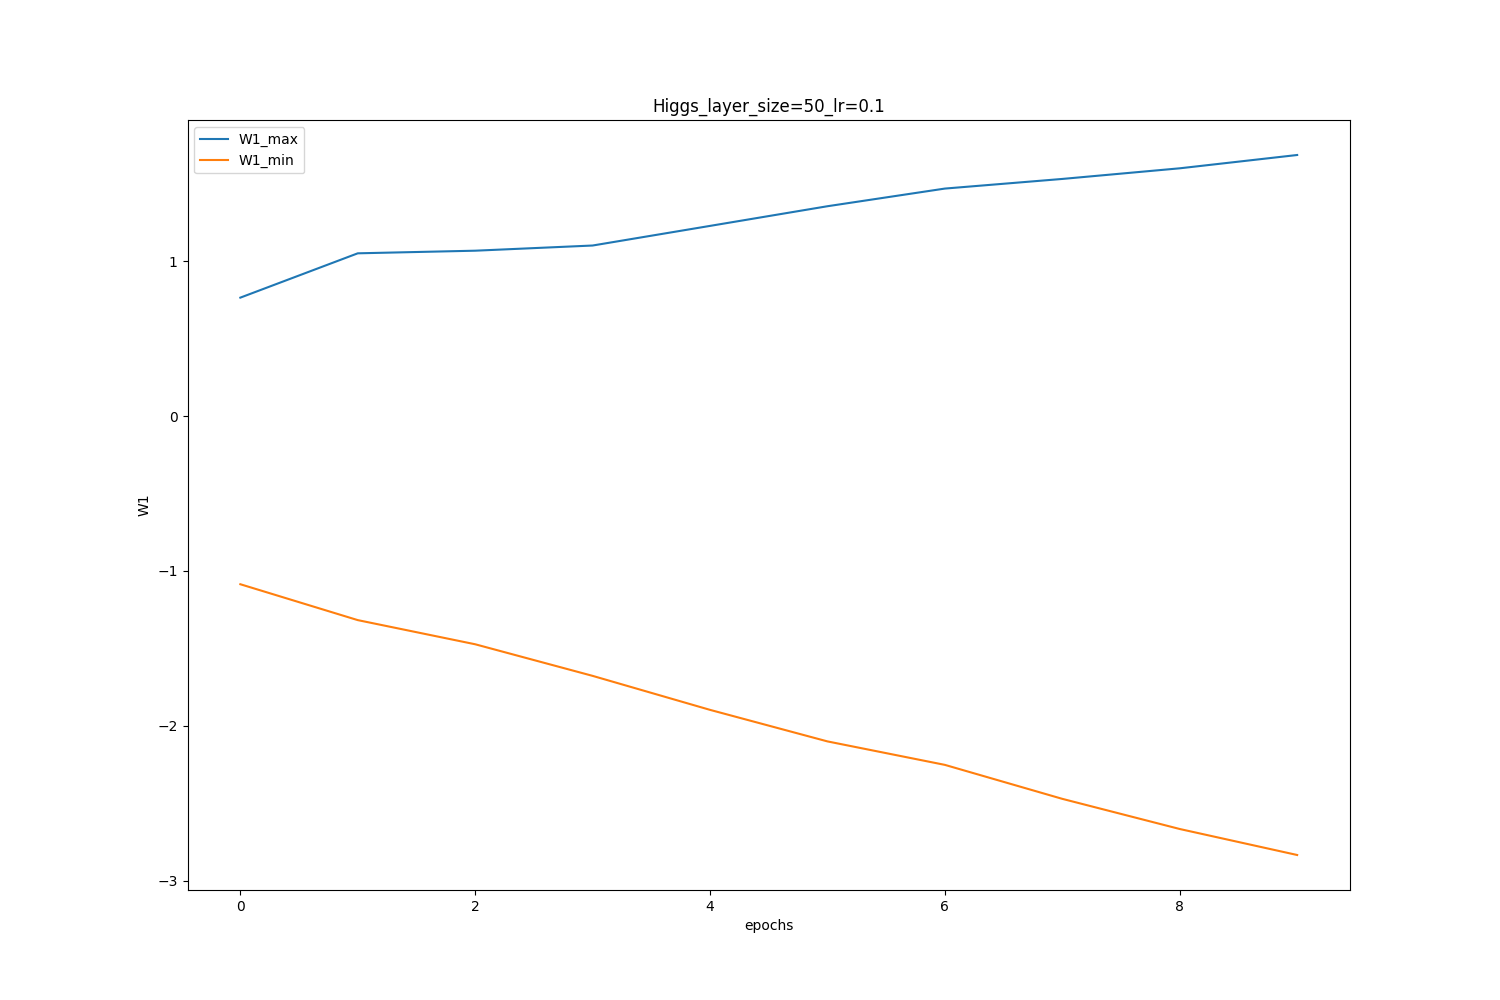 Higgs_layer_size=50_lr=0.1
W1_max
W1_min
1
0
−1
−2
−3
W1
0 2 4 6 8
epochs